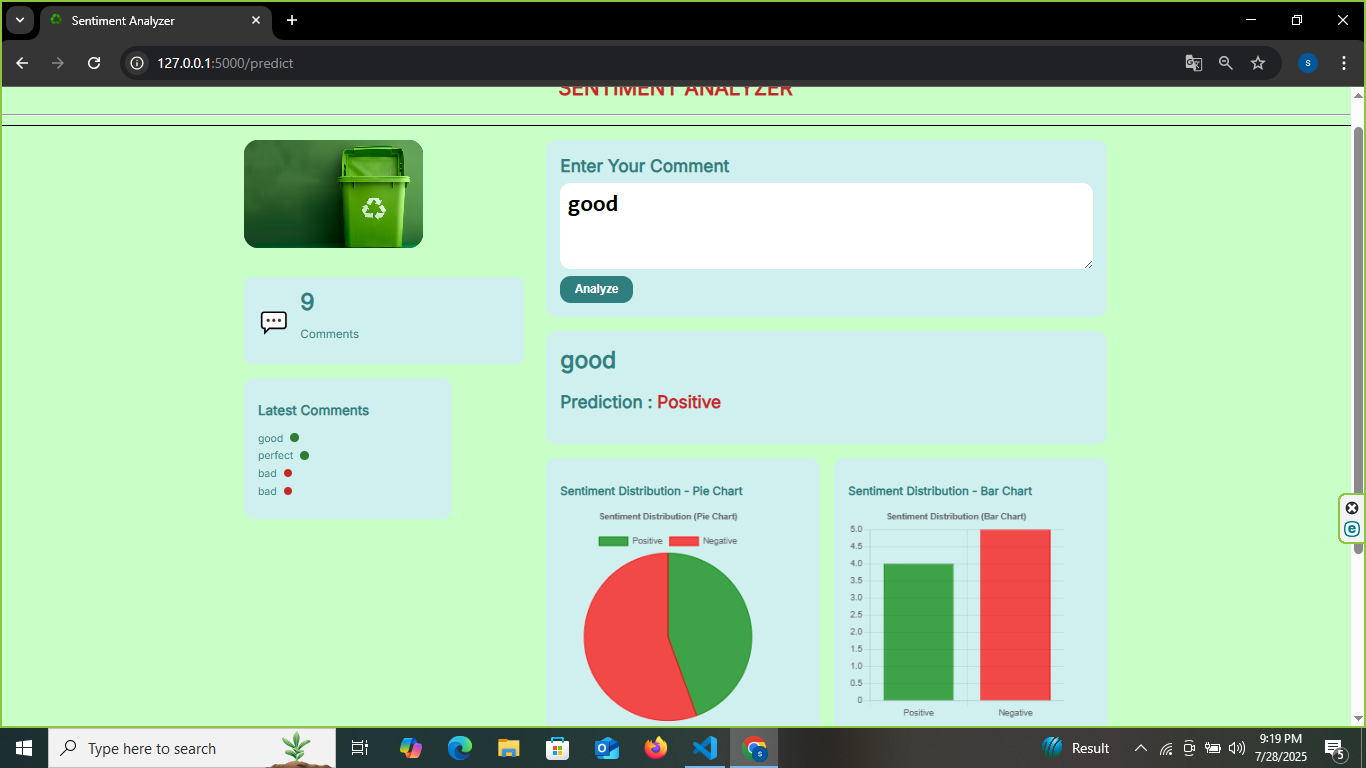 Sentiment Analyzer
127.0.0.1:5000/predict
S
SENTIMENT ANALYZER
Enter Your Comment
good
Analyze
9
Comments
good
Prediction : Positive
Latest Comments
good
perfect
bad
bad
Sentiment Distribution - Pie Chart
Sentiment Distribution (Pie Chart)
Positive Negative
Sentiment Distribution - Bar Chart
Sentiment Distribution (Bar Chart)
5.0
4.5
4.0
3.5
3.0
2.5
2.0
1.5
1.0
0.5
0
Positive Negative
Type here to search
Result
9:19 PM
7/28/2025
5